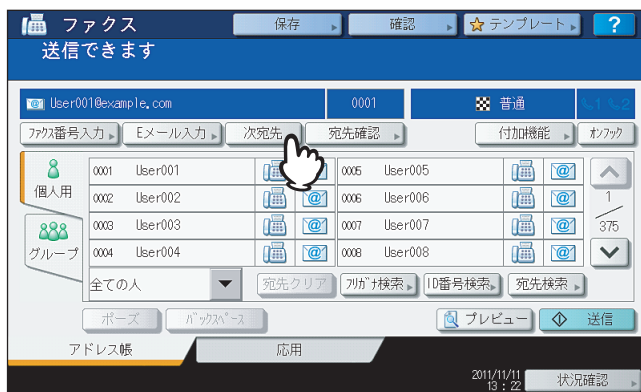 ファクス 保存 確認 テンプレート ?
送信できます
User001@example.com 0001 普通 1 2
ファクス番号入力 Eメール入力 次宛先 宛先確認 付加機能 オンフック
個人用
グループ
0001 User001 0005 User005
0002 User002 0006 User006
0003 User003 0007 User007
0004 User004 0008 User008
1
375
全ての人 宛先クリア フリガナ検索 ID番号検索 宛先検索
ポーズ バックスペース プレビュー 送信
アドレス帳 応用
2011/11/11
13:22 状況確認